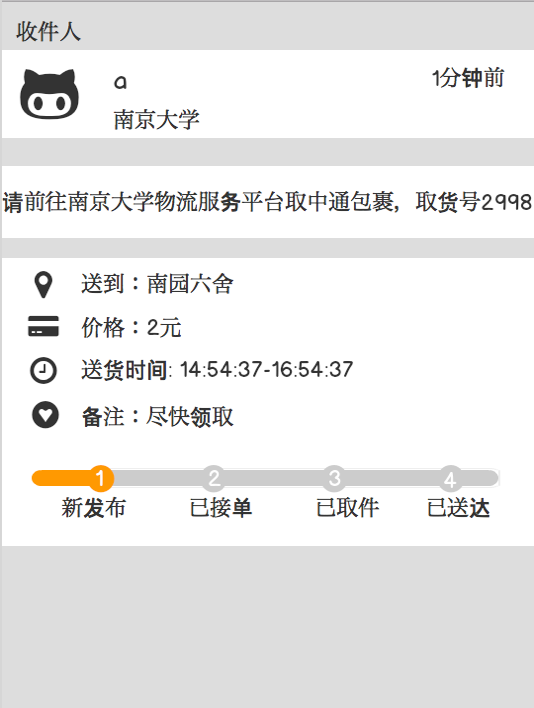 收件人
a
1分钟前
南京大学
请前往南京大学物流服务平台取中通包裹，取货号2998
送到：南园六舍
价格：2元
送货时间: 14:54:37-16:54:37
备注：尽快领取
1 2 3 4
新发布 已接单 已取件 已送达